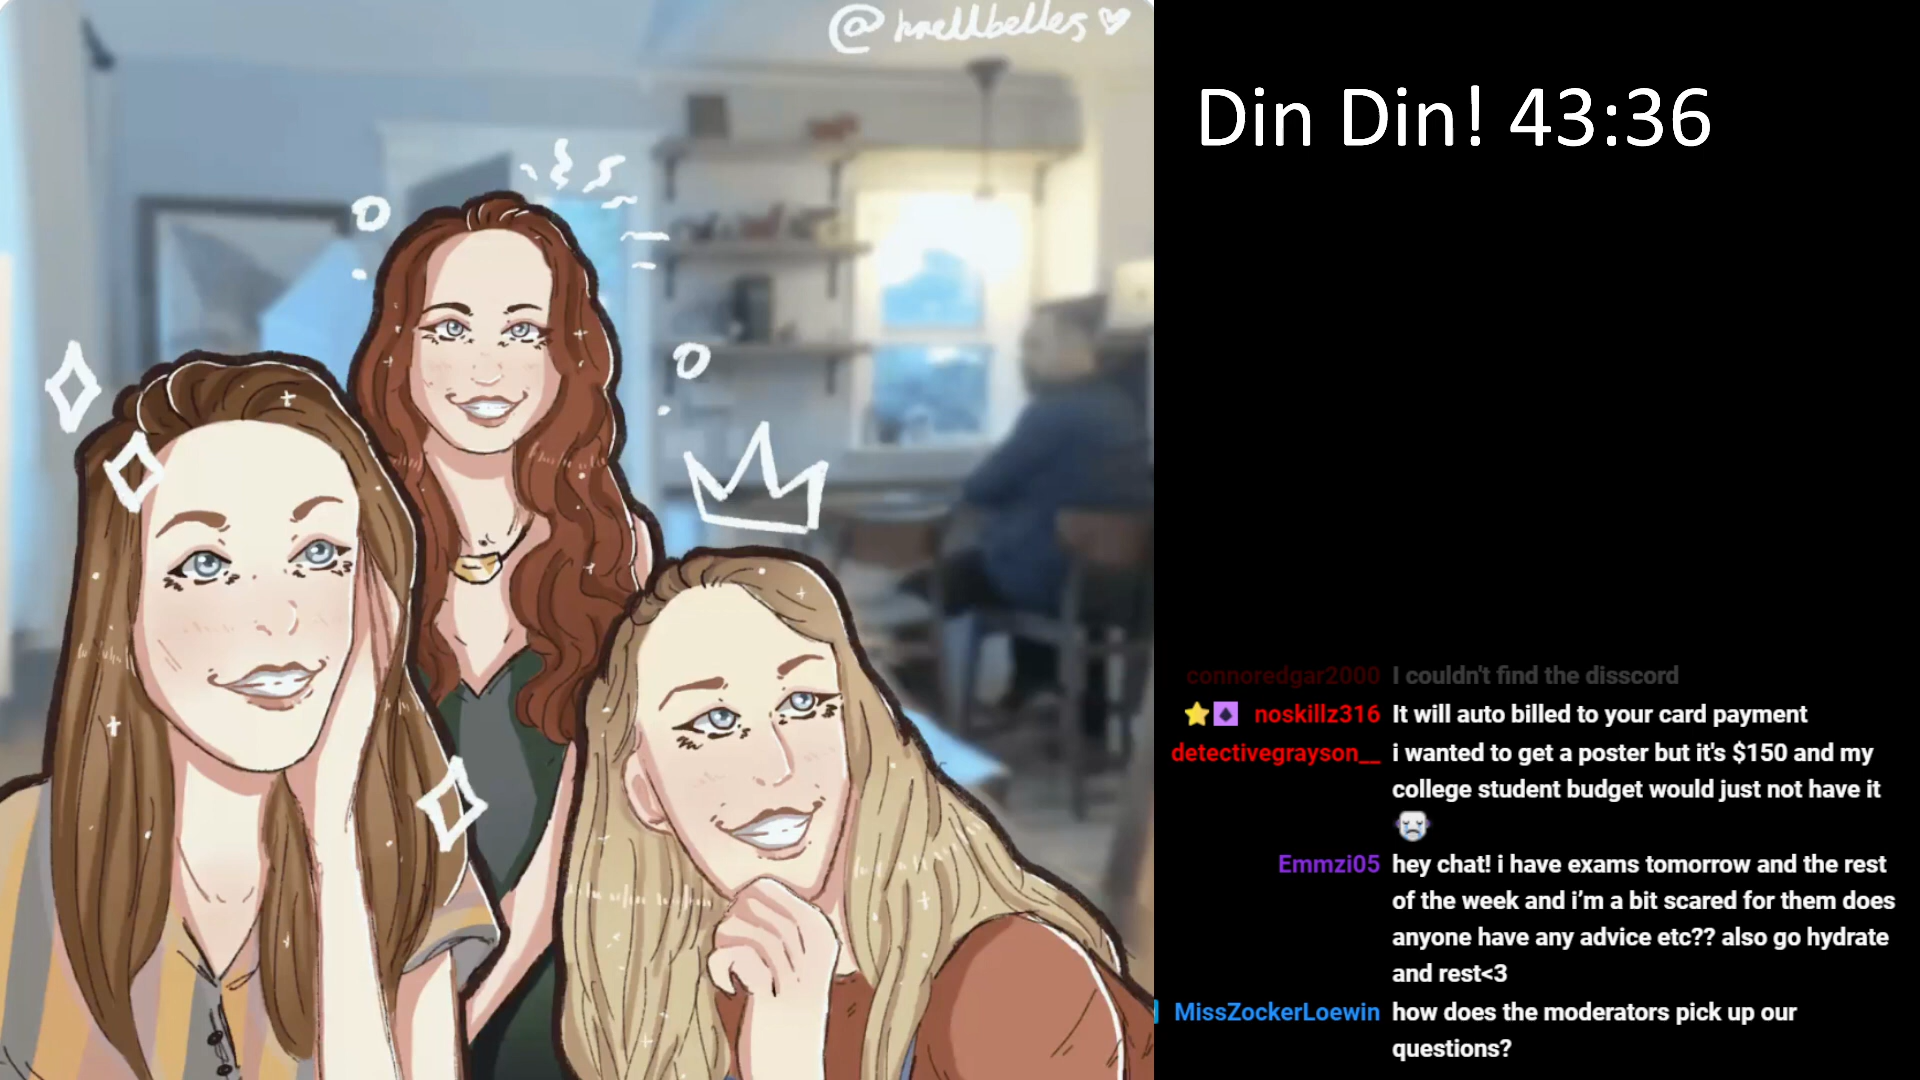 @knellbelles
Din Din! 43:36
connoredgar2000 I couldn't find the disscord
noskillz316 It will auto billed to your card payment
detectivegrayson__ i wanted to get a poster but it's $150 and my
college student budget would just not have it
Emmzi05 hey chat! i have exams tomorrow and the rest
of the week and i'm a bit scared for them does
anyone have any advice etc?? also go hydrate
and rest<3
MissZockerLoewin how does the moderators pick up our
questions?